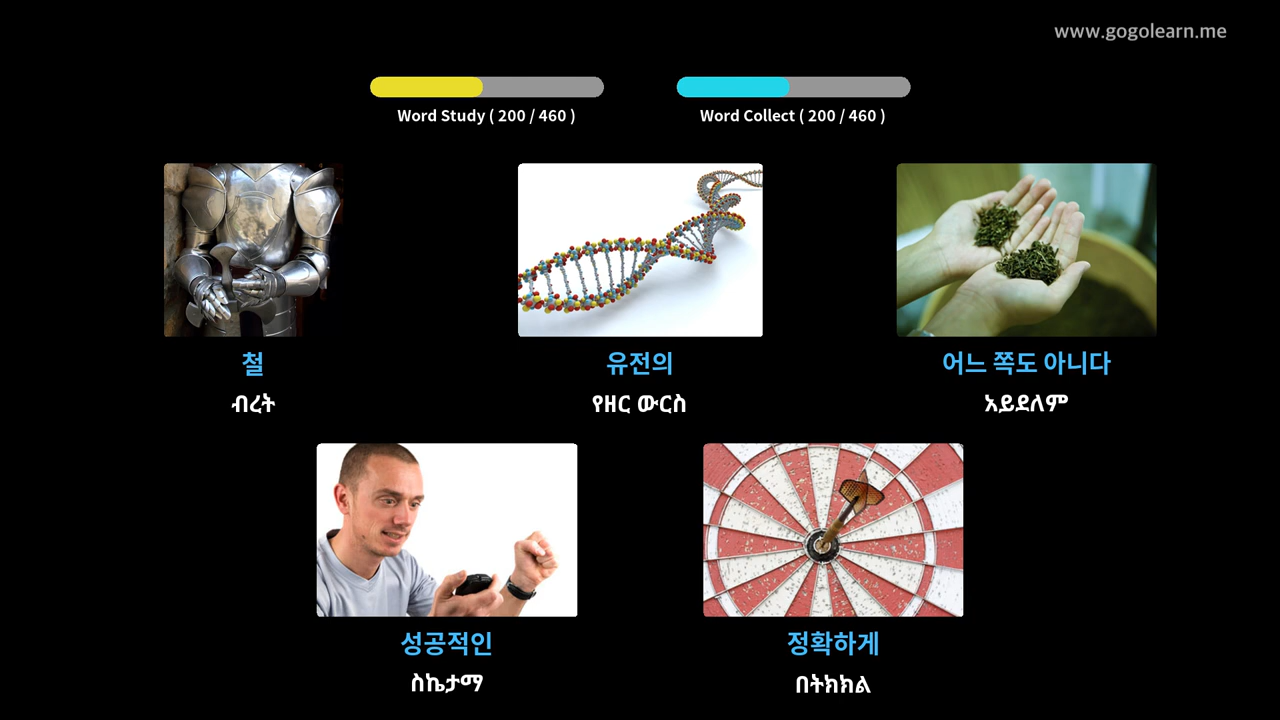 www.gogolearn.me
Word Study ( 200 / 460 )
Word Collect ( 200 / 460 )
철
ብረት
유전의
የዘር ውርስ
어느 쪽도 아니다
አይደለም
성공적인
ስኬታማ
정확하게
በትክክል